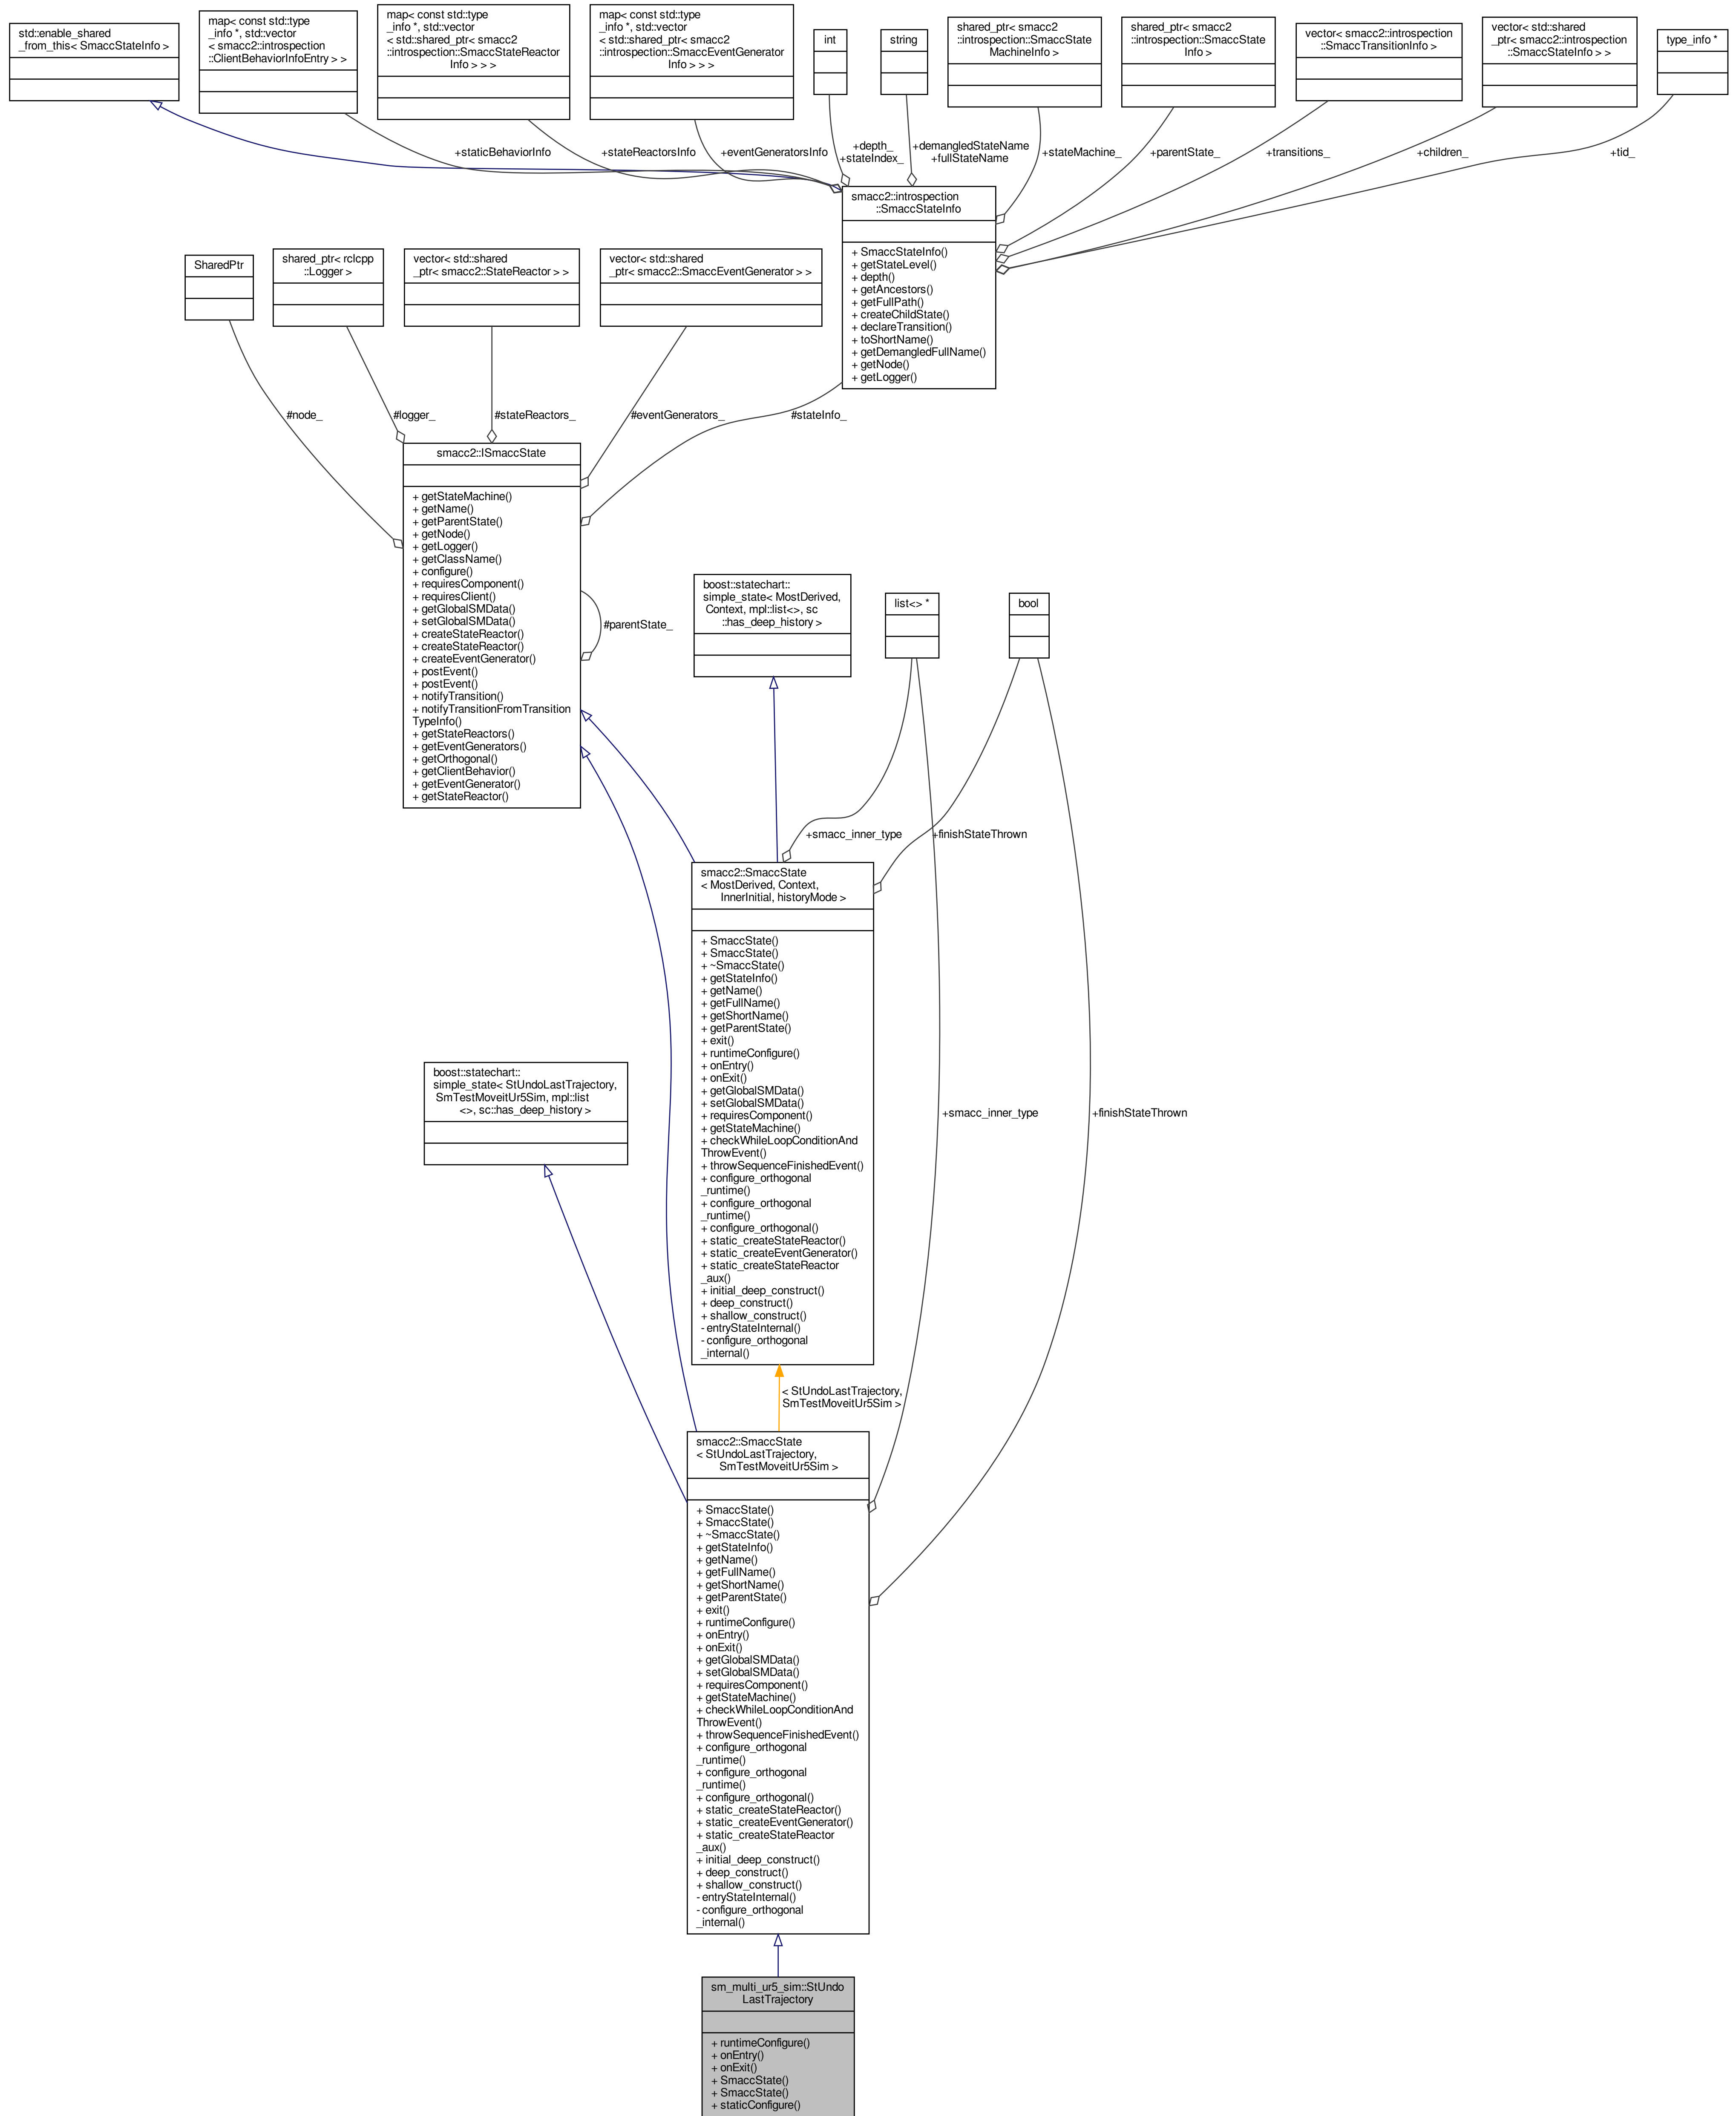 std::enable_shared
_from_this< SmaccStateInfo >
map< const std::type
_info *, std::vector
< smacc2::introspection
::ClientBehaviorInfoEntry > >
map< const std::type
_info *, std::vector
< std::shared_ptr< smacc2
::introspection::SmaccStateReactor
Info > > >
map< const std::type
_info *, std::vector
< std::shared_ptr< smacc2
::introspection::SmaccEventGenerator
Info > > >
int
string
shared_ptr< smacc2
::introspection::SmaccState
MachineInfo >
shared_ptr< smacc2
::introspection::SmaccState
Info >
vector< smacc2::introspection
::SmaccTransitionInfo >
vector< std::shared
_ptr< smacc2::introspection
::SmaccStateInfo > >
type_info *
+staticBehaviorInfo
+stateReactorsInfo
+eventGeneratorsInfo
+depth_
+stateIndex_
+demangledStateName
+fullStateName
+stateMachine_
+parentState_
+transitions_
+children_
+tid_
smacc2::introspection
::SmaccStateInfo
+ SmaccStateInfo()
+ getStateLevel()
+ depth()
+ getAncestors()
+ getFullPath()
+ createChildState()
+ declareTransition()
+ toShortName()
+ getDemangledFullName()
+ getNode()
+ getLogger()
SharedPtr
shared_ptr< rclcpp
::Logger >
vector< std::shared
_ptr< smacc2::StateReactor > >
vector< std::shared
_ptr< smacc2::SmaccEventGenerator > >
#node_
#logger_
#stateReactors_
#eventGenerators_
#stateInfo_
smacc2::ISmaccState
+ getStateMachine()
+ getName()
+ getParentState()
+ getNode()
+ getLogger()
+ getClassName()
+ configure()
+ requiresComponent()
+ requiresClient()
+ getGlobalSMData()
+ setGlobalSMData()
+ createStateReactor()
+ createStateReactor()
+ createEventGenerator()
+ postEvent()
+ postEvent()
+ notifyTransition()
+ notifyTransitionFromTransition
TypeInfo()
+ getStateReactors()
+ getEventGenerators()
+ getOrthogonal()
+ getClientBehavior()
+ getEventGenerator()
+ getStateReactor()
#parentState_
boost::statechart::
simple_state< MostDerived,
Context, mpl::list<>, sc
::has_deep_history >
list<> *
bool
+smacc_inner_type
+finishStateThrown
smacc2::SmaccState
< MostDerived, Context,
InnerInitial, historyMode >
+ SmaccState()
+ SmaccState()
+ ~SmaccState()
+ getStateInfo()
+ getName()
+ getFullName()
+ getShortName()
+ getParentState()
+ exit()
+ runtimeConfigure()
+ onEntry()
+ onExit()
+ getGlobalSMData()
+ setGlobalSMData()
+ requiresComponent()
+ getStateMachine()
+ checkWhileLoopConditionAnd
ThrowEvent()
+ throwSequenceFinishedEvent()
+ configure_orthogonal
_runtime()
+ configure_orthogonal
_runtime()
+ configure_orthogonal()
+ static_createStateReactor()
+ static_createEventGenerator()
+ static_createStateReactor
_aux()
+ initial_deep_construct()
+ deep_construct()
+ shallow_construct()
- entryStateInternal()
- configure_orthogonal
_internal()
boost::statechart::
simple_state< StUndoLastTrajectory,
SmTestMoveitUr5Sim, mpl::list
<>, sc::has_deep_history >
+smacc_inner_type
+finishStateThrown
< StUndoLastTrajectory,
SmTestMoveitUr5Sim >
smacc2::SmaccState
< StUndoLastTrajectory,
SmTestMoveitUr5Sim >
+ SmaccState()
+ SmaccState()
+ ~SmaccState()
+ getStateInfo()
+ getName()
+ getFullName()
+ getShortName()
+ getParentState()
+ exit()
+ runtimeConfigure()
+ onEntry()
+ onExit()
+ getGlobalSMData()
+ setGlobalSMData()
+ requiresComponent()
+ getStateMachine()
+ checkWhileLoopConditionAnd
ThrowEvent()
+ throwSequenceFinishedEvent()
+ configure_orthogonal
_runtime()
+ configure_orthogonal
_runtime()
+ configure_orthogonal()
+ static_createStateReactor()
+ static_createEventGenerator()
+ static_createStateReactor
_aux()
+ initial_deep_construct()
+ deep_construct()
+ shallow_construct()
- entryStateInternal()
- configure_orthogonal
_internal()
sm_multi_ur5_sim::StUndo
LastTrajectory
+ runtimeConfigure()
+ onEntry()
+ onExit()
+ SmaccState()
+ SmaccState()
+ staticConfigure()